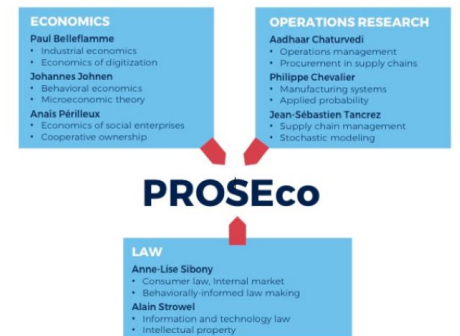 ECONOMICS
Paul Belleflamme
• Industrial economics
• Economics of digitization
Johannes Johnen
• Behavioral economics
• Microeconomic theory
Anaïs Périlleux
• Economics of social enterprises
• Cooperative ownership
OPERATIONS RESEARCH
Aadhaar Chaturvedi
• Operations management
• Procurement in supply chains
Philippe Chevalier
• Manufacturing systems
• Applied probability
Jean-Sébastien Tancrez
• Supply chain management
• Stochastic modeling
PROSEco
LAW
Anne-Lise Sibony
• Consumer law, Internal market
• Behaviorally-informed law making
Alain Strowel
• Information and technology law
• Intellectual property